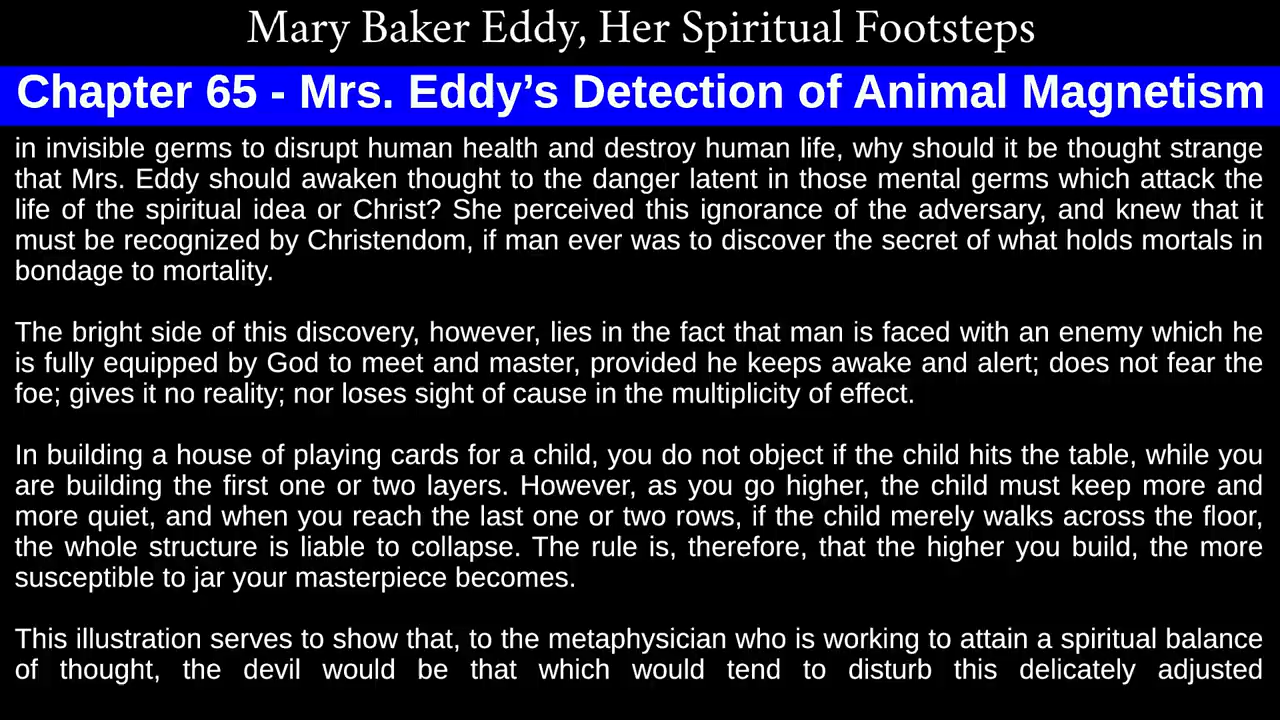 Mary Baker Eddy, Her Spiritual Footsteps
Chapter 65 - Mrs. Eddy’s Detection of Animal Magnetism
in invisible germs to disrupt human health and destroy human life, why should it be thought strange
that Mrs. Eddy should awaken thought to the danger latent in those mental germs which attack the
life of the spiritual idea or Christ? She perceived this ignorance of the adversary, and knew that it
must be recognized by Christendom, if man ever was to discover the secret of what holds mortals in
bondage to mortality.
The bright side of this discovery, however, lies in the fact that man is faced with an enemy which he
is fully equipped by God to meet and master, provided he keeps awake and alert; does not fear the
foe; gives it no reality; nor loses sight of cause in the multiplicity of effect.
In building a house of playing cards for a child, you do not object if the child hits the table, while you
are building the first one or two layers. However, as you go higher, the child must keep more and
more quiet, and when you reach the last one or two rows, if the child merely walks across the floor,
the whole structure is liable to collapse. The rule is, therefore, that the higher you build, the more
susceptible to jar your masterpiece becomes.
This illustration serves to show that, to the metaphysician who is working to attain a spiritual balance
of thought, the devil would be that which would tend to disturb this delicately adjusted